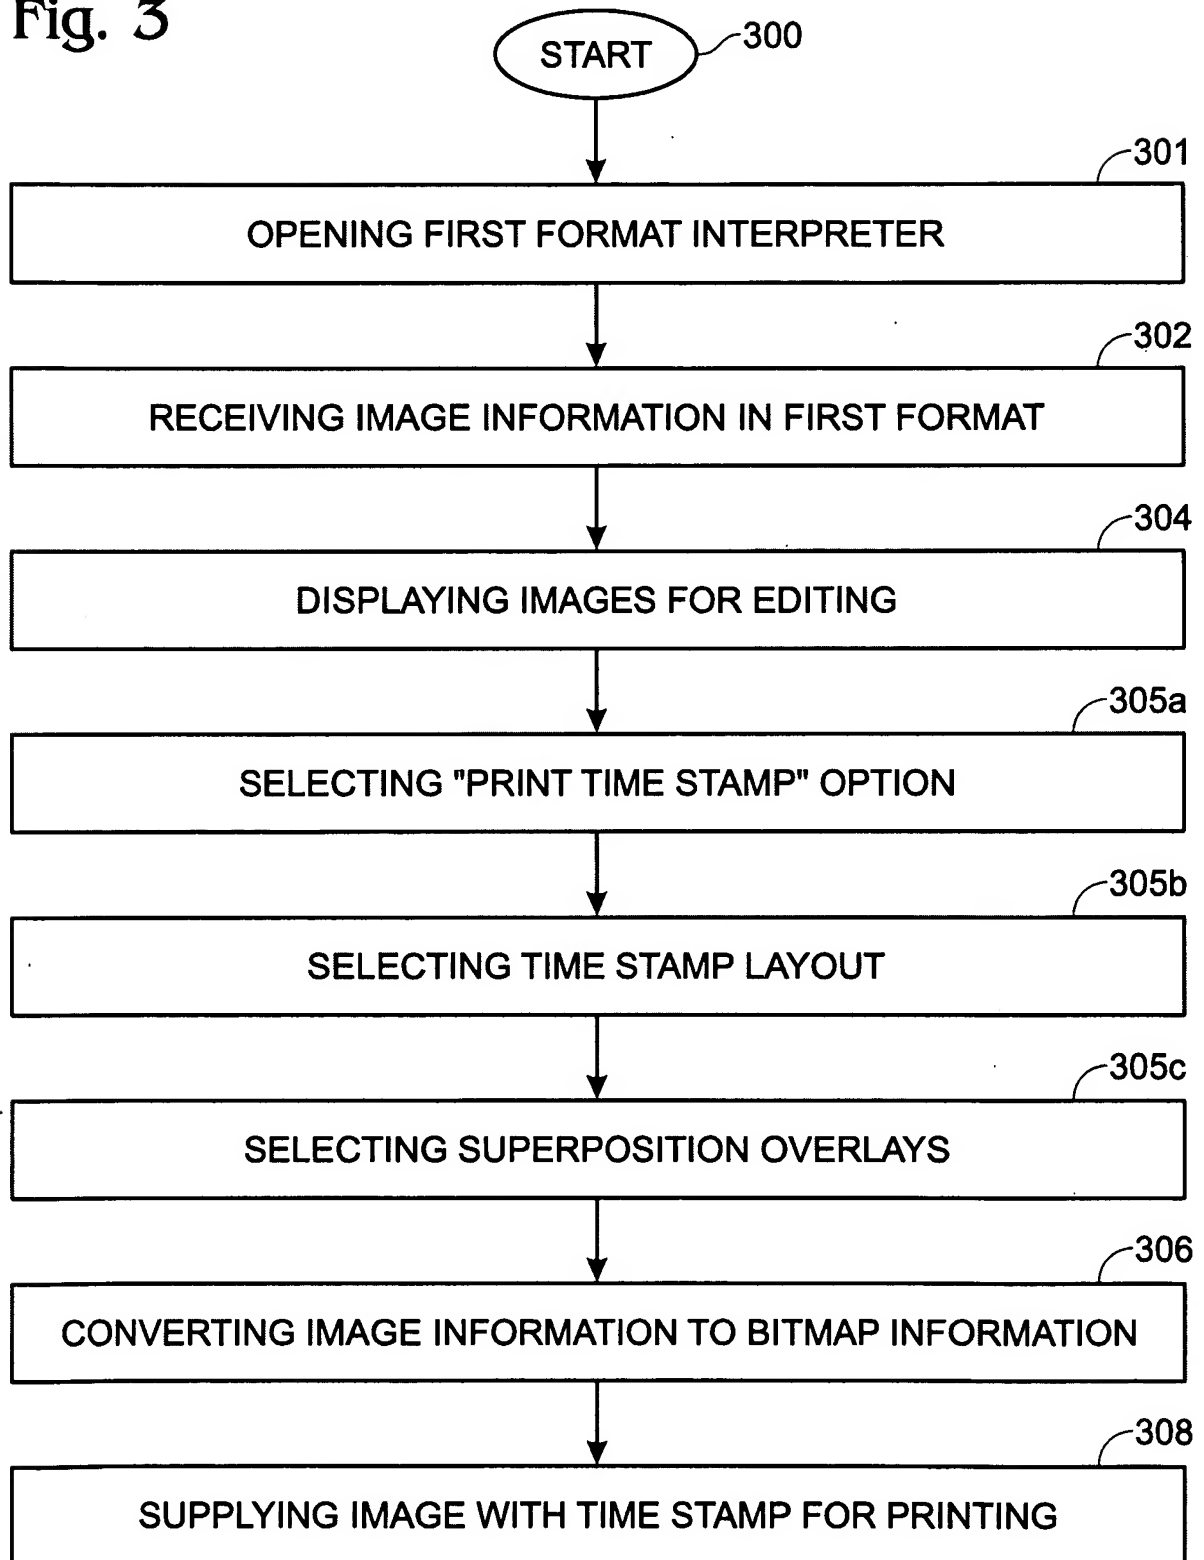 Fig. 3
START
300
301
OPENING FIRST FORMAT INTERPRETER
302
RECEIVING IMAGE INFORMATION IN FIRST FORMAT
304
DISPLAYING IMAGES FOR EDITING
305a
SELECTING "PRINT TIME STAMP" OPTION
305b
SELECTING TIME STAMP LAYOUT
305c
SELECTING SUPERPOSITION OVERLAYS
306
CONVERTING IMAGE INFORMATION TO BITMAP INFORMATION
308
SUPPLYING IMAGE WITH TIME STAMP FOR PRINTING